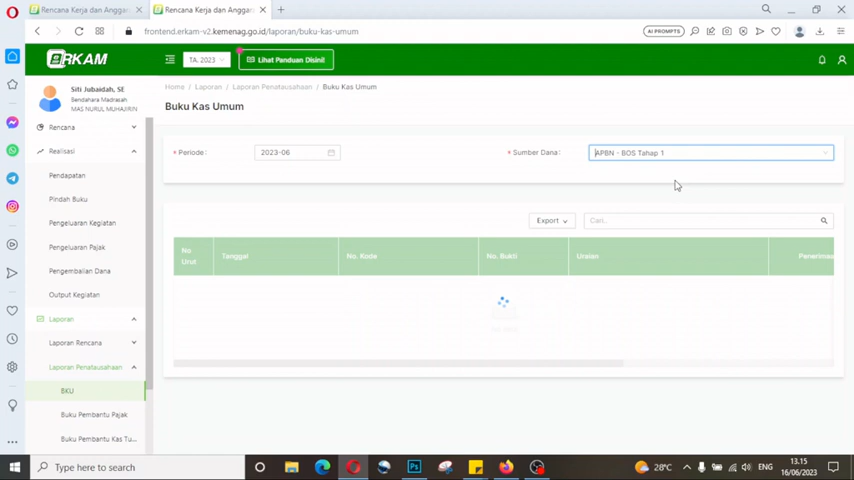 Rencana Kerja dan Anggar
Rencana Kerja dan Anggar
frontend.erkam-v2.kemenag.go.id/laporan/buku-kas-umum
AI PROMPTS
ERKAM
TA. 2023
Lihat Panduan Disini!
Siti Jubaidah, SE
Bendahara Madrasah
MAS NURUL MUHAJIRIN
Home / Laporan / Laporan Penatausahaan / Buku Kas Umum
Buku Kas Umum
Rencana
Realisasi
Pendapatan
Pindah Buku
Pengeluaran Kegiatan
Pengeluaran Pajak
Pengembalian Dana
Output Kegiatan
Laporan
Laporan Rencana
Laporan Penatausahaan
BKU
Buku Pembantu Pajak
Buku Pembantu Kas Tu...
* Periode :
2023-06
* Sumber Dana :
APBN - BOS Tahap 1
Export
Cari..
No Urut
Tanggal
No. Kode
No. Bukti
Uraian
Penerimaa
Type here to search
28°C
ENG
13.15
16/06/2023